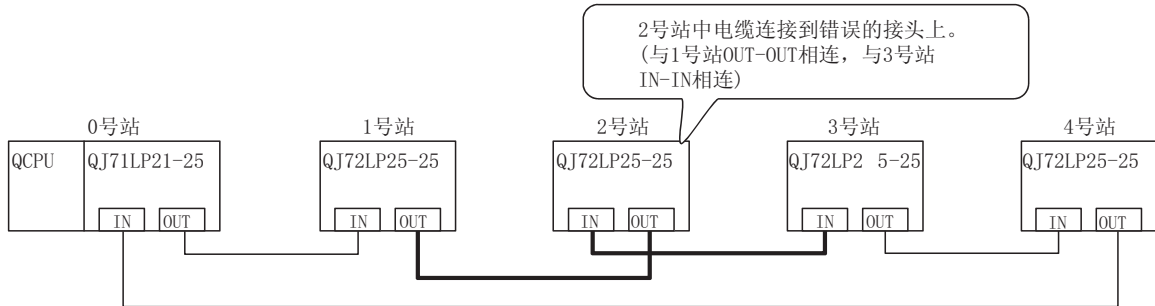 2号站中电缆连接到错误的接头上。
(与1号站OUT-OUT相连，与3号站
IN-IN相连)
0号站
1号站
2号站
3号站
4号站
QCPU
QJ71LP21-25
QJ72LP25-25
QJ72LP25-25
QJ72LP2 5-25
QJ72LP25-25
IN
OUT
IN
OUT
IN
OUT
IN
OUT
IN
OUT